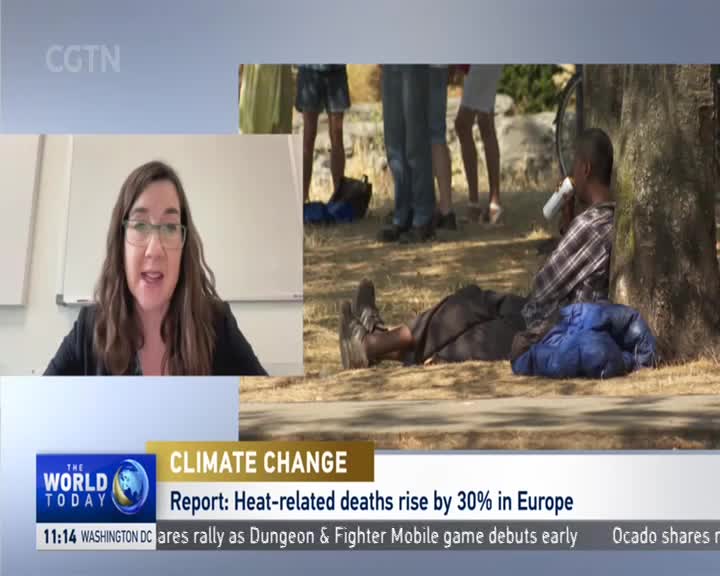 CGTN
CLIMATE CHANGE
THE WORLD TODAY
Report: Heat-related deaths rise by 30% in Europe
11:14 WASHINGTON DC
ares rally as Dungeon & Fighter Mobile game debuts early Ocado shares r